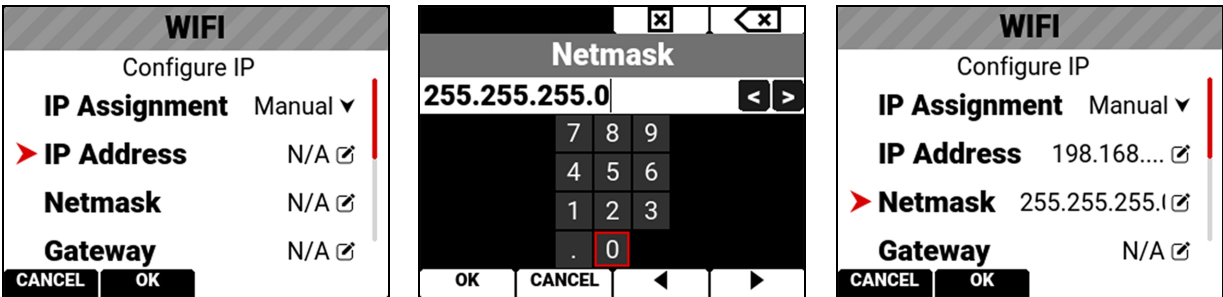 WIFI
Configure IP
IP Assignment Manual
IP Address N/A
Netmask N/A
Gateway N/A
CANCEL OK
Netmask
255.255.255.0
< >
7 8 9
4 5 6
1 2 3
. 0
OK CANCEL
WIFI
Configure IP
IP Assignment Manual
IP Address 198.168....
Netmask 255.255.255.(
Gateway N/A
CANCEL OK